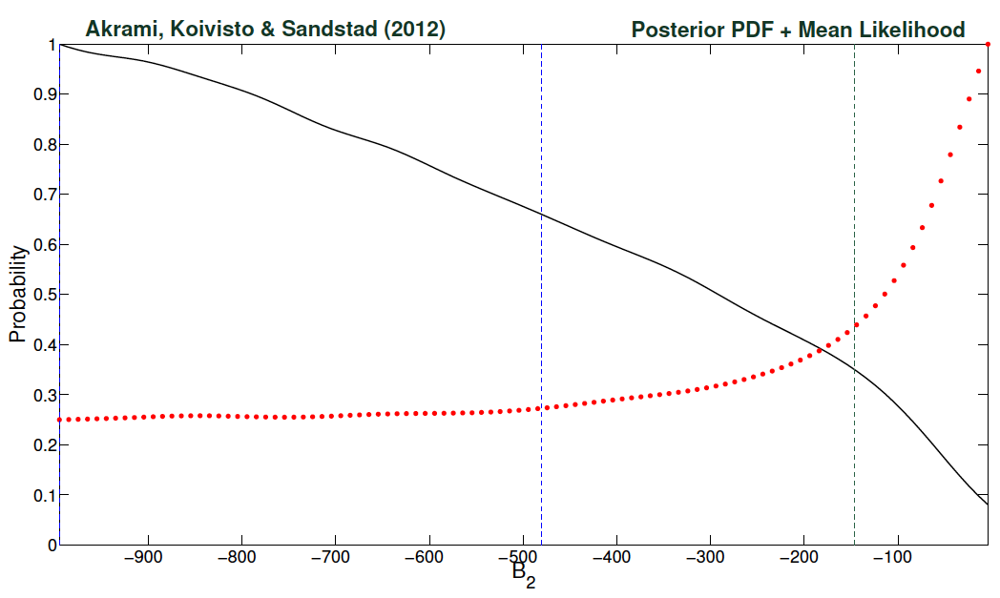 Akrami, Koivisto & Sandstad (2012) Posterior PDF + Mean Likelihood
1
0.9
0.8
0.7
0.6
0.5
0.4
0.3
0.2
0.1
0
Probability
−900 −800 −700 −600 −500 −400 −300 −200 −100
B2